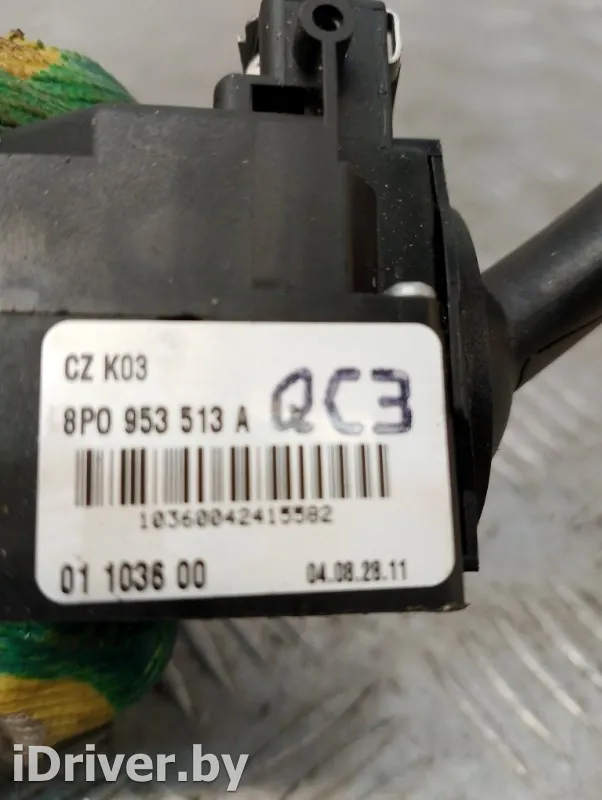 CZ K03
8P0 953 513 A QC3
10360042415582
01 1036 00 04.08.28.11
iDriver.by